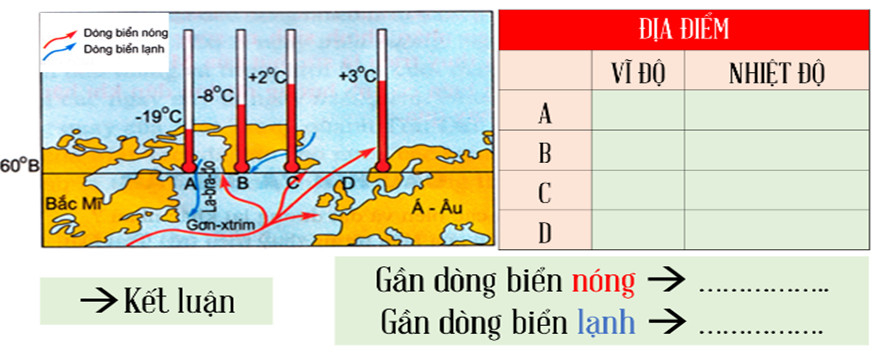 Dòng biển nóng
Dòng biển lạnh
-19°C
-8°C
+2°C
+3°C
60°B
A
B
C
D
La-bra-do
Bắc Mĩ
Gơn-xtrim
Á - Âu
ĐỊA ĐIỂM
VĨ ĐỘ NHIỆT ĐỘ
A
B
C
D
→ Kết luận
Gần dòng biển nóng → ……………..
Gần dòng biển lạnh → …………….